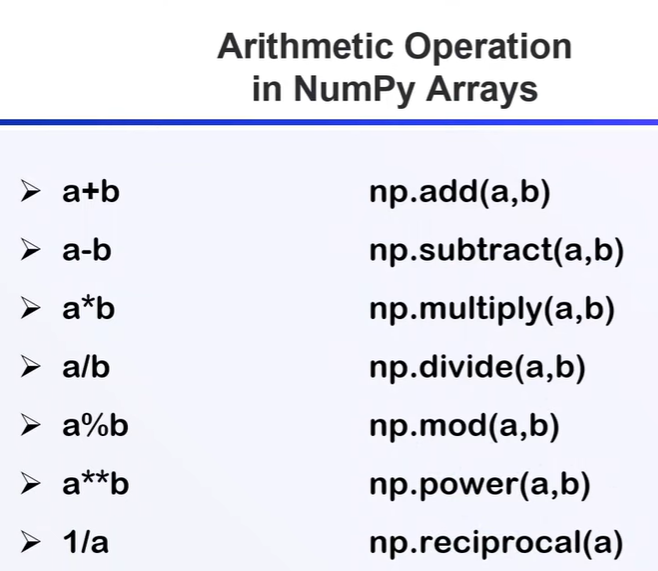 Arithmetic Operation
in NumPy Arrays
➢ a+b np.add(a,b)
➢ a-b np.subtract(a,b)
➢ a*b np.multiply(a,b)
➢ a/b np.divide(a,b)
➢ a%b np.mod(a,b)
➢ a**b np.power(a,b)
➢ 1/a np.reciprocal(a)